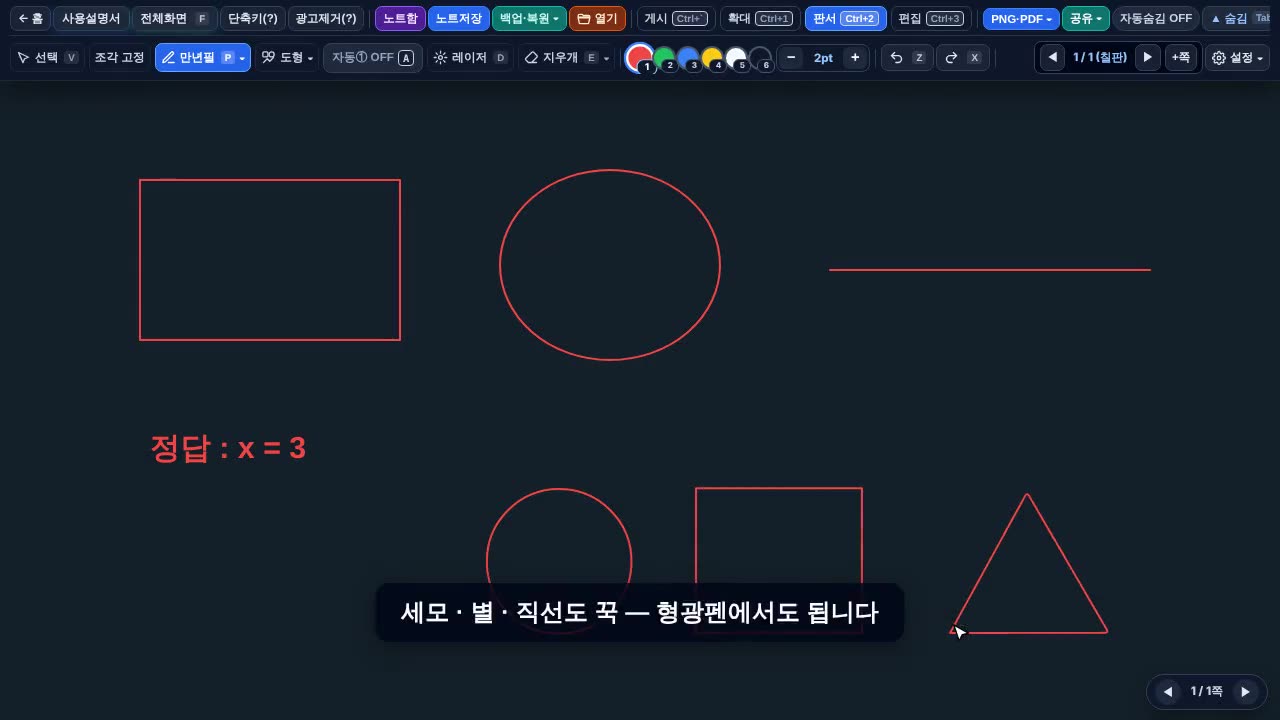 ← 홈 사용설명서 전체화면 F 단축키(?) 광고제거(?) 노트함 노트저장 백업·복원 열기 게시 Ctrl+` 확대 Ctrl+1 판서 Ctrl+2 편집 Ctrl+3 PNG·PDF 공유 자동숨김 OFF ▲ 숨김
선택 V 조각 고정 만년필 P 도형 자동① OFF A 레이저 D 지우개 E 1 2 3 4 5 6 − 2pt + Z X ◀ 1 / 1 (칠판) ▶ +쪽 설정
정답 : x = 3
세모 · 별 · 직선도 꾹 — 형광펜에서도 됩니다
◀ 1 / 1쪽 ▶